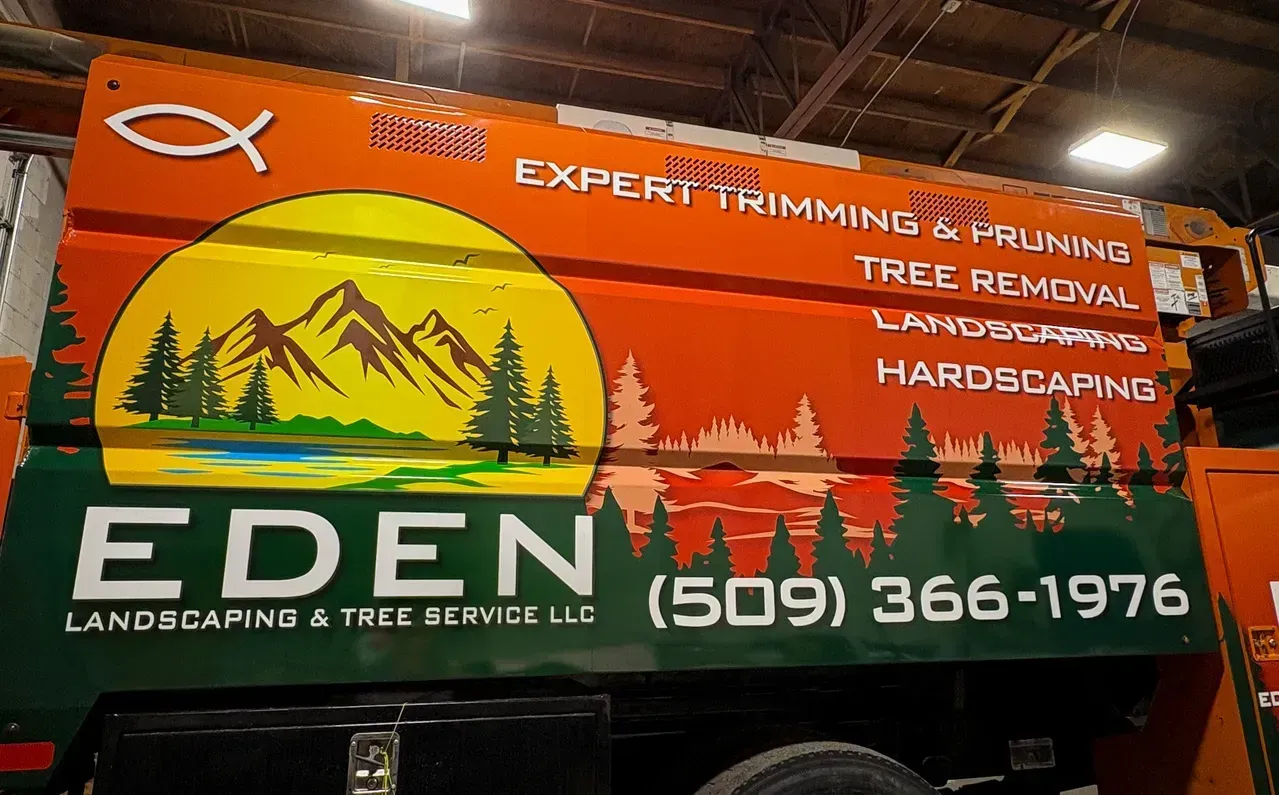 EXPERT TRIMMING & PRUNING
TREE REMOVAL
LANDSCAPING
HARDSCAPING
EDEN
LANDSCAPING & TREE SERVICE LLC
(509) 366-1976